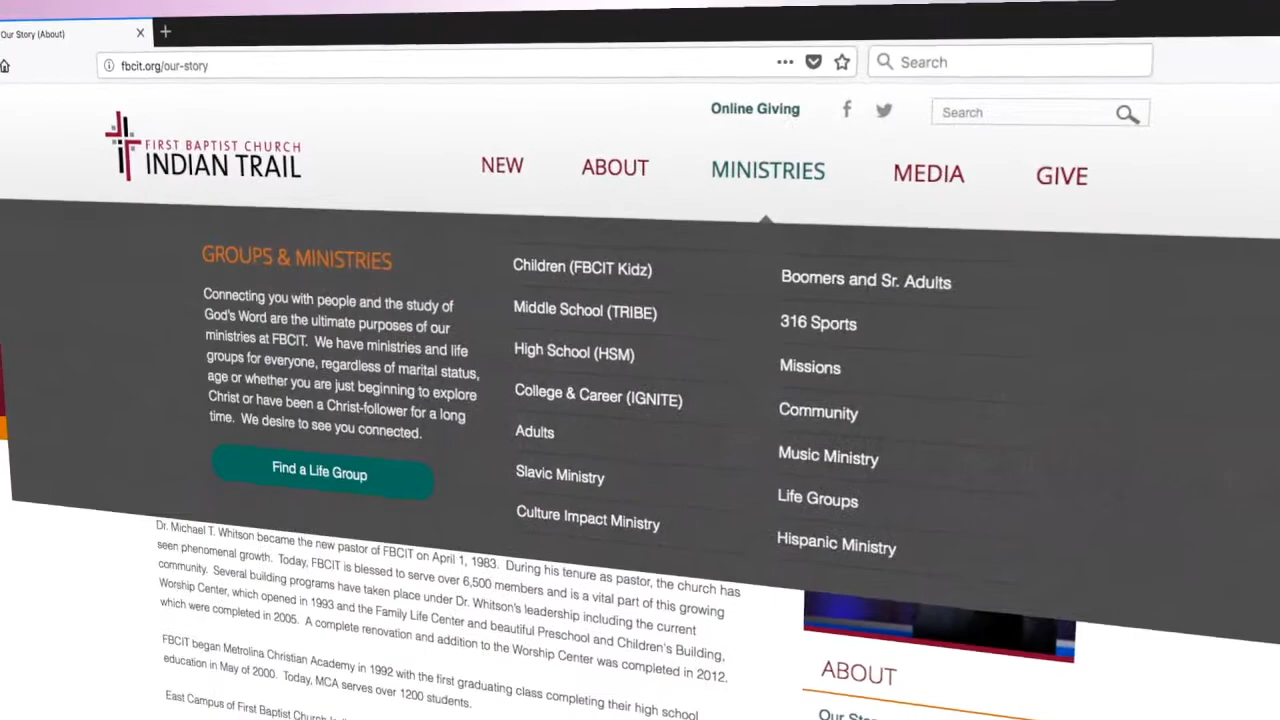 Our Story (About)
fbcit.org/our-story
Search
Online Giving
Search
FIRST BAPTIST CHURCH
INDIAN TRAIL
NEW
ABOUT
MINISTRIES
MEDIA
GIVE
GROUPS & MINISTRIES
Connecting you with people and the study of
God's Word are the ultimate purposes of our
ministries at FBCIT. We have ministries and life
groups for everyone, regardless of marital status,
age or whether you are just beginning to explore
Christ or have been a Christ-follower for a long
time. We desire to see you connected.
Find a Life Group
Children (FBCIT Kidz)
Middle School (TRIBE)
High School (HSM)
College & Career (IGNITE)
Adults
Slavic Ministry
Culture Impact Ministry
Boomers and Sr. Adults
316 Sports
Missions
Community
Music Ministry
Life Groups
Hispanic Ministry
Dr. Michael T. Whitson became the new pastor of FBCIT on April 1, 1983. During his tenure as pastor, the church has
seen phenomenal growth. Today, FBCIT is blessed to serve over 6,500 members and is a vital part of this growing
community. Several building programs have taken place under Dr. Whitson's leadership including the current
Worship Center, which opened in 1993 and the Family Life Center and beautiful Preschool and Children's Building,
which were completed in 2005. A complete renovation and addition to the Worship Center was completed in 2012.
FBCIT began Metrolina Christian Academy in 1992 with the first graduating class completing their high school
education in May of 2000. Today, MCA serves over 1200 students.
East Campus of First Baptist Church
ABOUT
Our Story